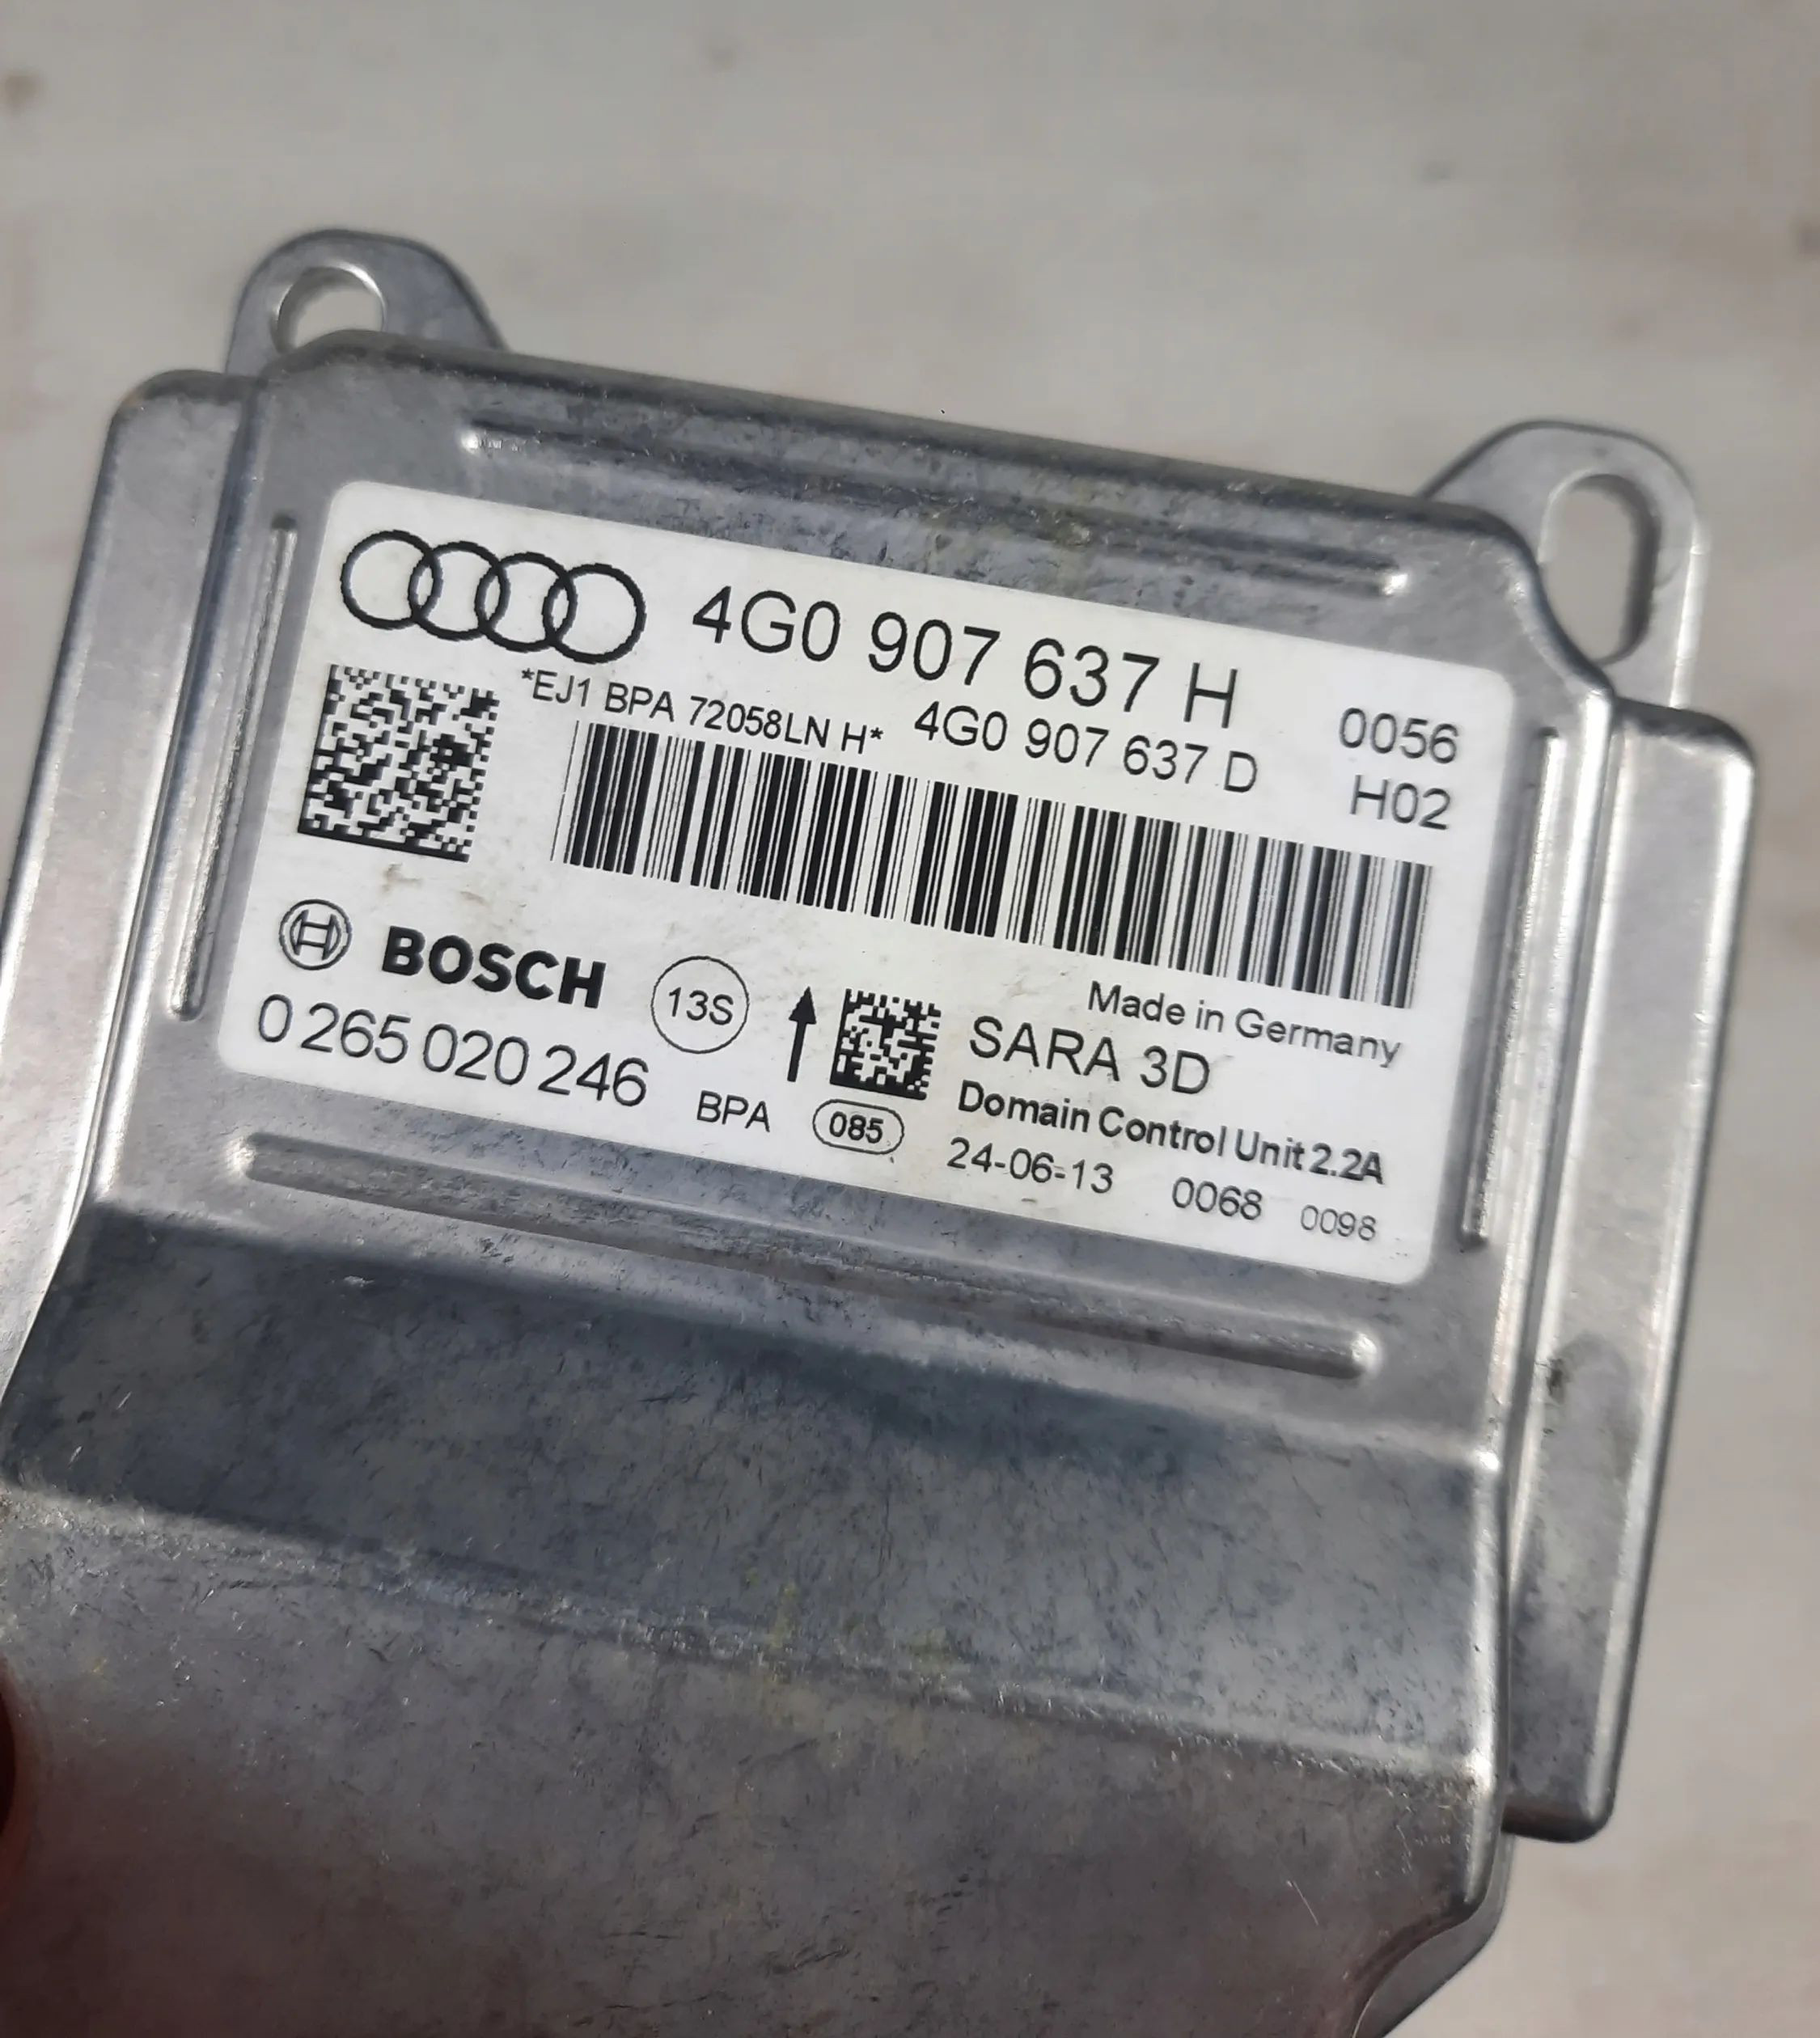 4G0 907 637 H
*EJ1 BPA 72058LN H* 4G0 907 637 D 0056
H02
BOSCH 13S
Made in Germany
SARA 3D
0 265 020 246 BPA 085
Domain Control Unit 2.2A
24-06-13 0068 0098